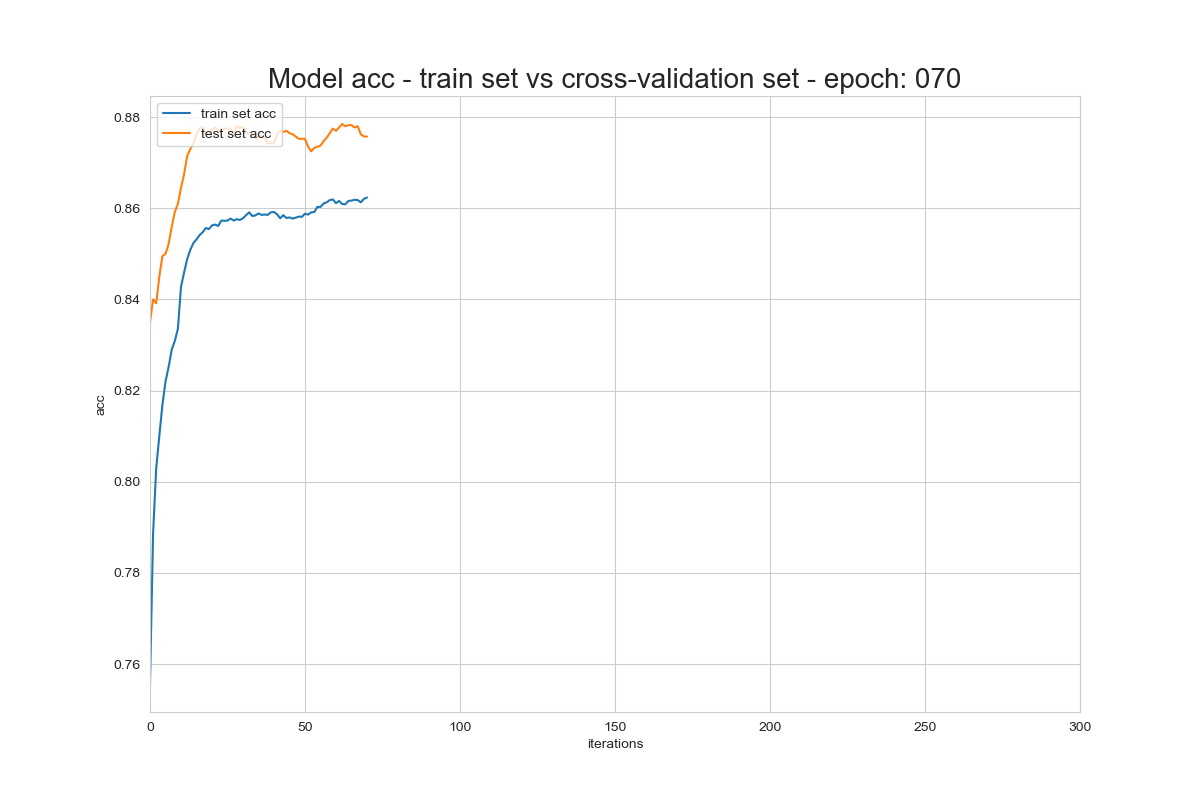 Model acc - train set vs cross-validation set - epoch: 070
train set acc
test set acc
0.88
0.86
0.84
0.82
0.80
0.78
0.76
acc
0 50 100 150 200 250 300
iterations